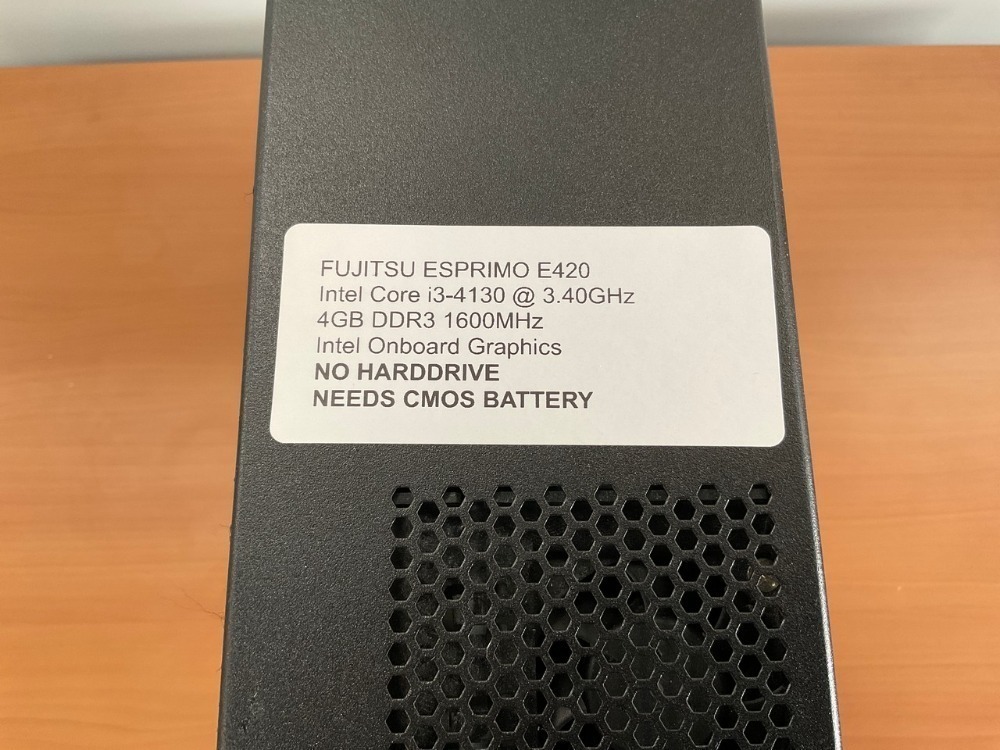 FUJITSU ESPRIMO E420
Intel Core i3-4130 @ 3.40GHz
4GB DDR3 1600MHz
Intel Onboard Graphics
NO HARDDRIVE
NEEDS CMOS BATTERY